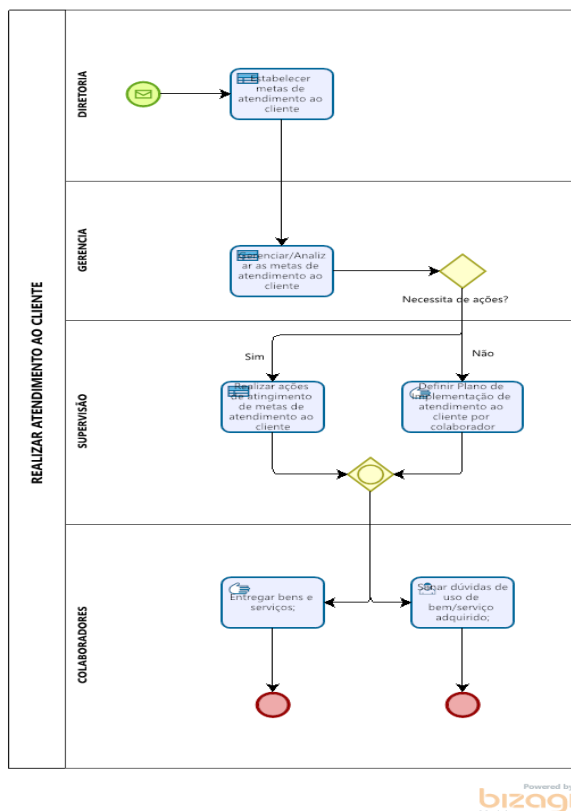 REALIZAR ATENDIMENTO AO CLIENTE
DIRETORIA
Estabelecer
metas de
atendimento ao
cliente
GERENCIA
Gerenciar/Analiz
ar as metas de
atendimento ao
cliente
Necessita de ações?
SUPERVISÃO
Sim
Não
Realizar ações
de atingimento
de metas de
atendimento ao
cliente
Definir Plano de
Implementação de
atendimento ao
cliente por
colaborador
COLABORADORES
Entregar bens e
serviços;
Sanar dúvidas de
uso de
bem/serviço
adquirido;
Powered by
bizagi